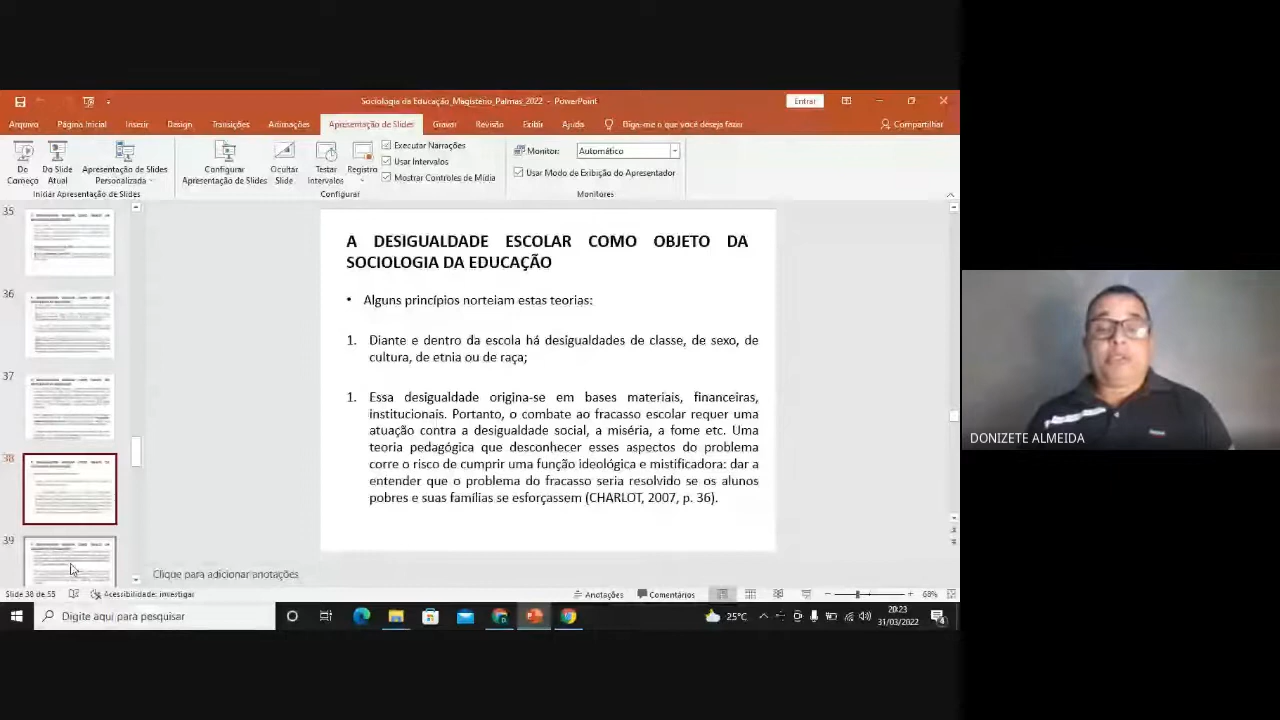 Sociologia da Educação_Magistério_Palmas_2022 - PowerPoint
Entrar
Arquivo Página Inicial Inserir Design Transições Animações Apresentação de Slides Gravar Revisão Exibir Ajuda Diga-me o que você deseja fazer Compartilhar
Do Começo
Do Slide Atual
Apresentação de Slides Personalizada
Iniciar Apresentação de Slides
Configurar Apresentação de Slides
Ocultar Slide
Testar Intervalos
Registro
Executar Narrações
Usar Intervalos
Mostrar Controles de Mídia
Configurar
Monitor: Automático
Usar Modo de Exibição do Apresentador
Monitores
35
36
37
38
39
A DESIGUALDADE ESCOLAR COMO OBJETO DA
SOCIOLOGIA DA EDUCAÇÃO
• Alguns princípios norteiam estas teorias:
1. Diante e dentro da escola há desigualdades de classe, de sexo, de
cultura, de etnia ou de raça;
1. Essa desigualdade origina-se em bases materiais, financeiras,
institucionais. Portanto, o combate ao fracasso escolar requer uma
atuação contra a desigualdade social, a miséria, a fome etc. Uma
teoria pedagógica que desconhecer esses aspectos do problema
corre o risco de cumprir uma função ideológica e mistificadora: dar a
entender que o problema do fracasso seria resolvido se os alunos
pobres e suas famílias se esforçassem (CHARLOT, 2007, p. 36).
DONIZETE ALMEIDA
Clique para adicionar anotações
Slide 38 de 55 Acessibilidade: investigar Anotações Comentários 68%
Digite aqui para pesquisar
25°C
20:23
31/03/2022